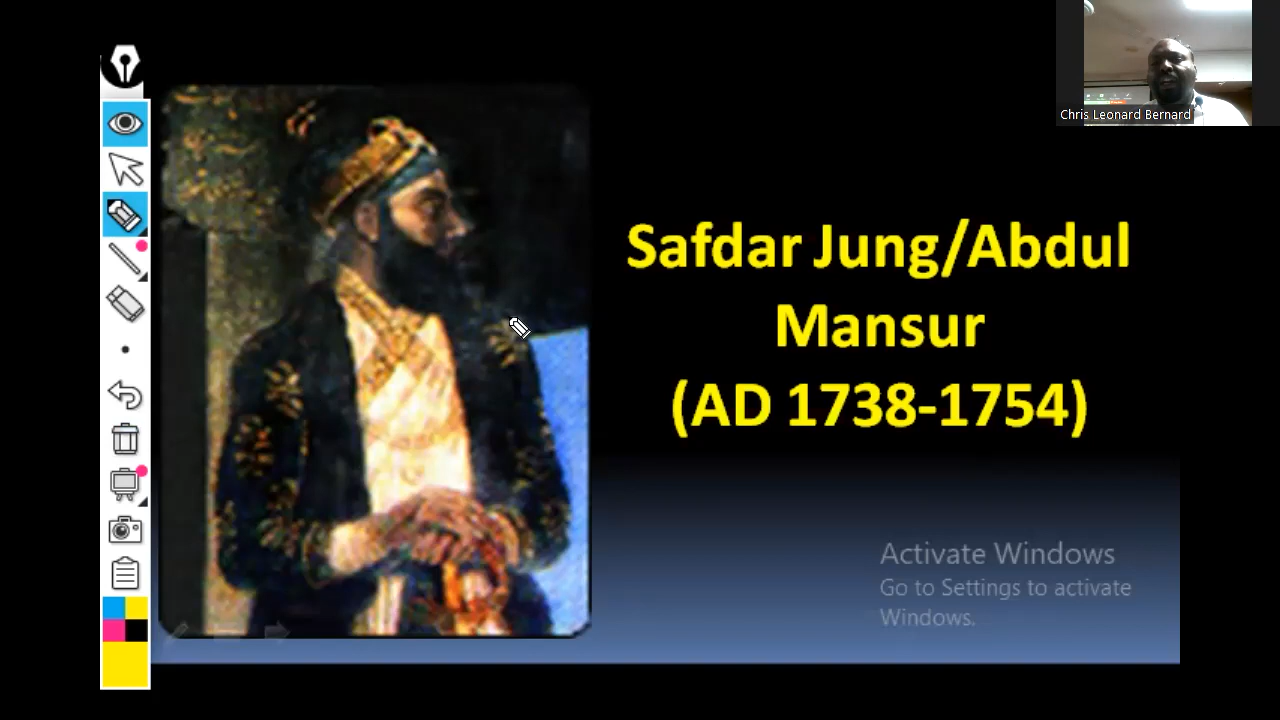 Chris Leonard Bernard
Safdar Jung/Abdul
Mansur
(AD 1738-1754)
Activate Windows
Go to Settings to activate
Windows.